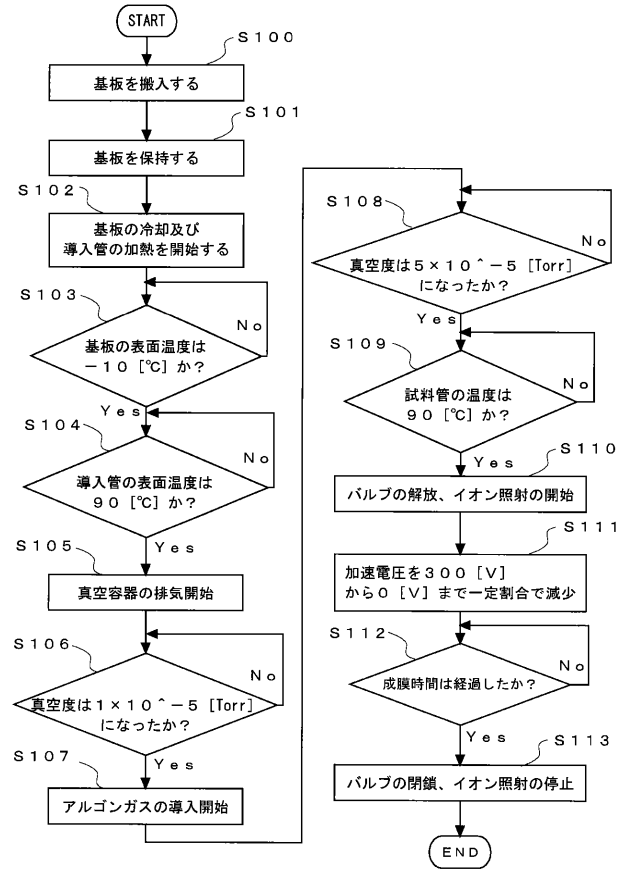 START
S100
基板を搬入する
S101
基板を保持する
S102
基板の冷却及び
導入管の加熱を開始する
S103
No
基板の表面温度は
－10［℃］か？
Yes
S104
No
導入管の表面温度は
90［℃］か？
Yes
S105
真空容器の排気開始
S106
No
真空度は1×10＾－5［Torr］
になったか？
Yes
S107
アルゴンガスの導入開始
S108
No
真空度は5×10＾－5［Torr］
になったか？
Yes
S109
No
試料管の温度は
90［℃］か？
Yes
S110
バルブの解放、イオン照射の開始
S111
加速電圧を300［V］
から0［V］まで一定割合で減少
S112
No
成膜時間は経過したか？
Yes
S113
バルブの閉鎖、イオン照射の停止
END